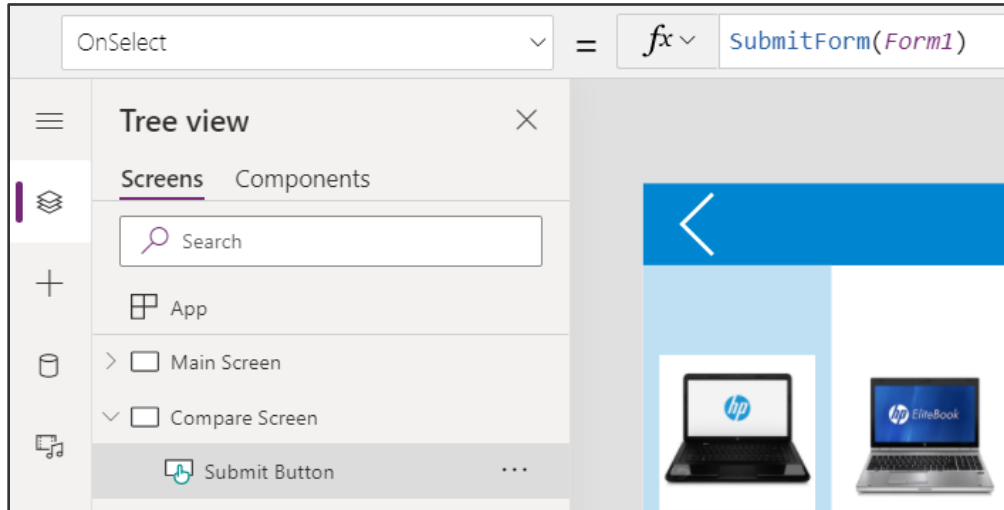 OnSelect = fx SubmitForm(Form1)
Tree view
Screens Components
Search
App
Main Screen
Compare Screen
Submit Button ...
hp
hp EliteBook